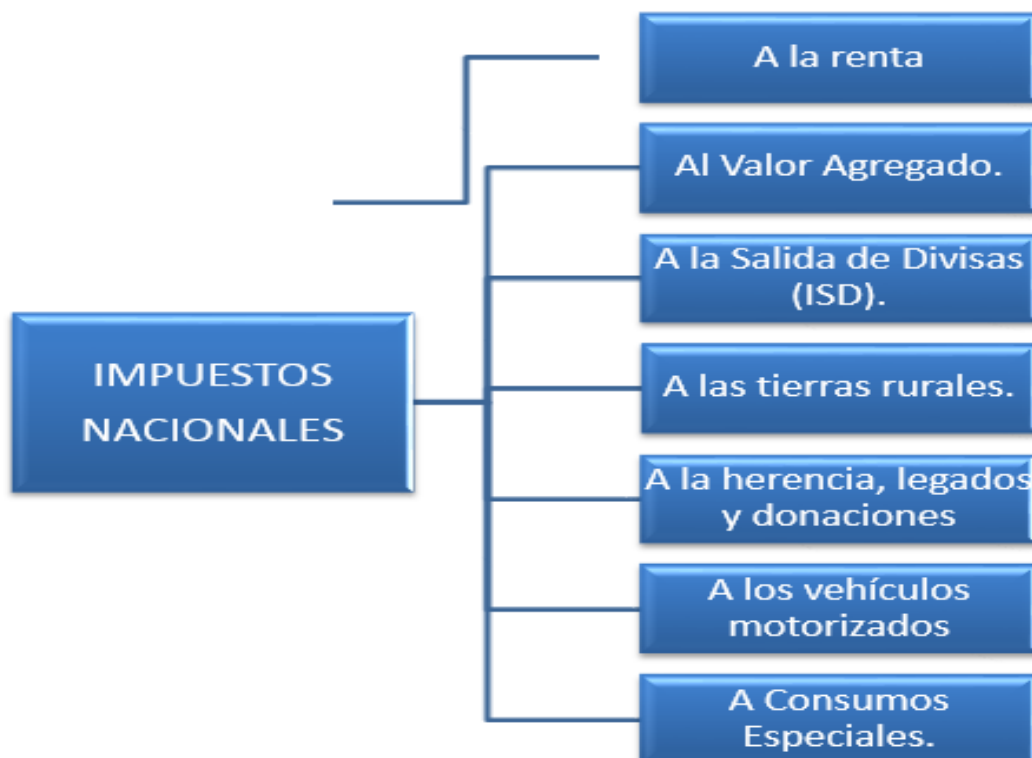 A la renta
Al Valor Agregado.
A la Salida de Divisas
(ISD).
IMPUESTOS
NACIONALES
A las tierras rurales.
A la herencia, legados
y donaciones
A los vehículos
motorizados
A Consumos
Especiales.